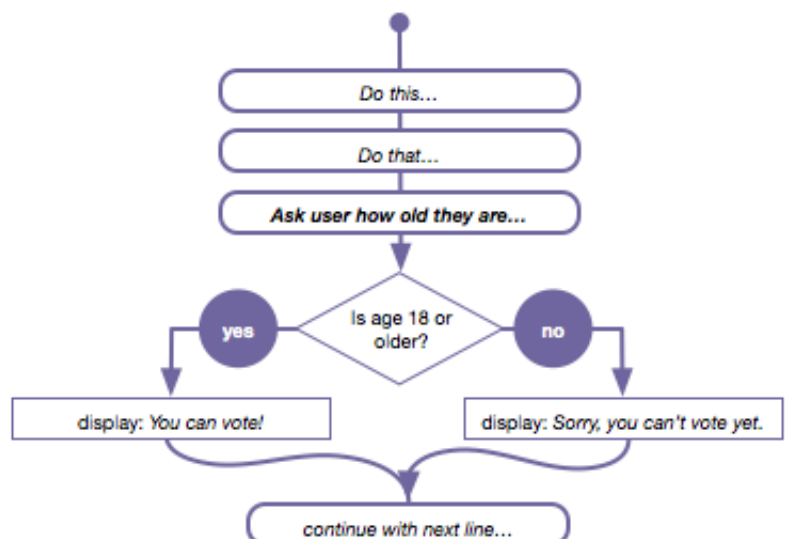 Do this…
Do that…
Ask user how old they are…
Is age 18 or
older?
yes
no
display: You can vote!
display: Sorry, you can't vote yet.
continue with next line…